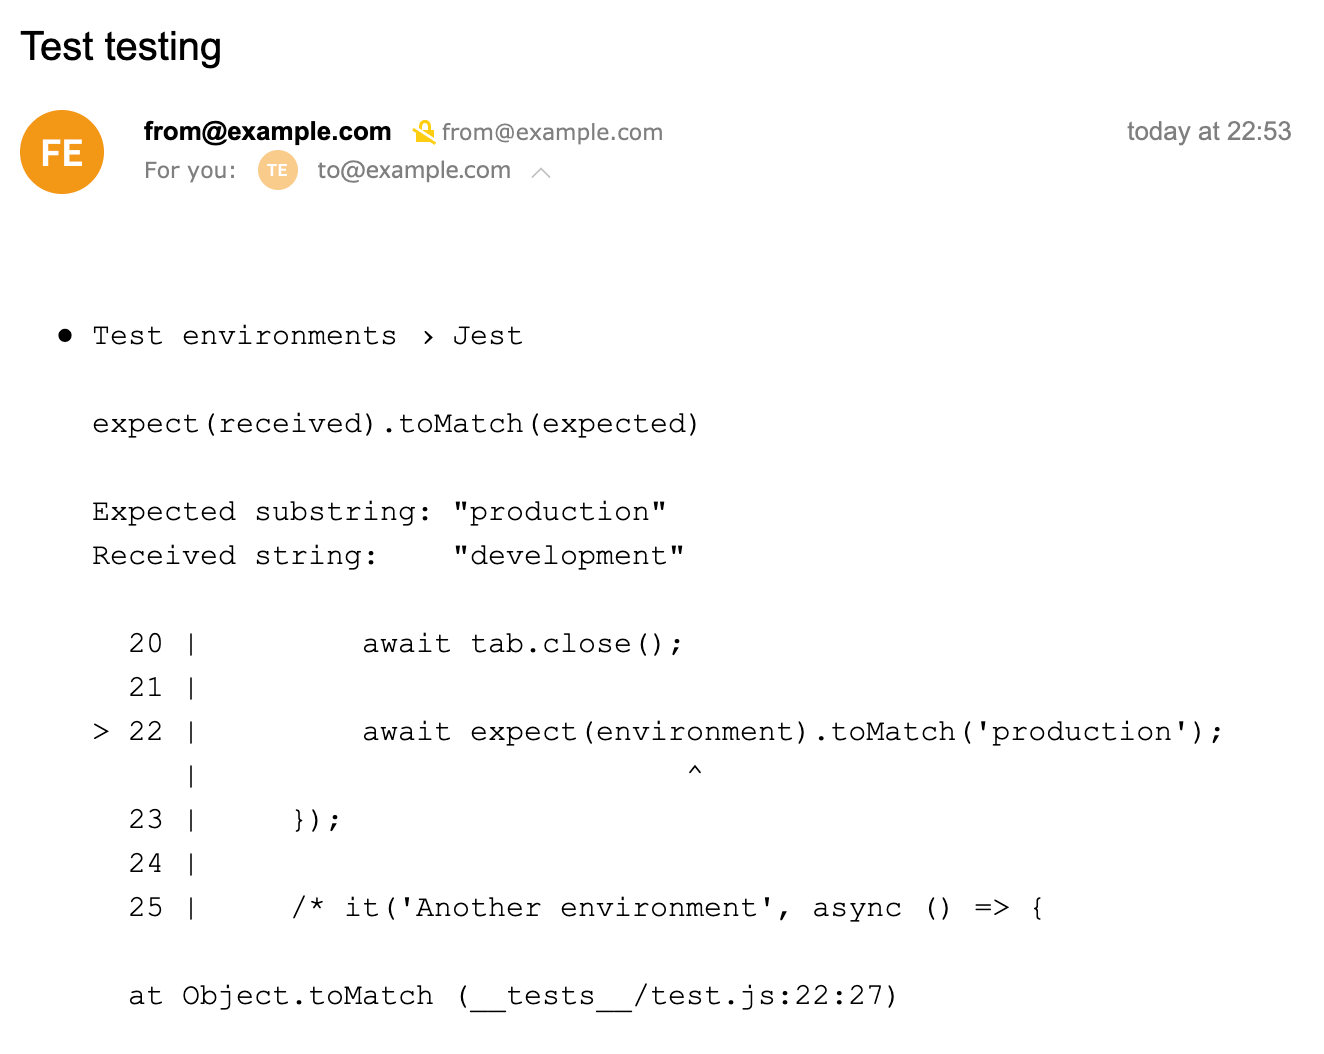 Test testing
FE
from@example.com from@example.com
today at 22:53
For you: TE to@example.com
● Test environments › Jest
expect(received).toMatch(expected)
Expected substring: "production"
Received string:    "development"
  20 |         await tab.close();
  21 |
> 22 |         await expect(environment).toMatch('production');
     |                           ^
  23 |     });
  24 |
  25 |     /* it('Another environment', async () => {
  at Object.toMatch (__tests__/test.js:22:27)